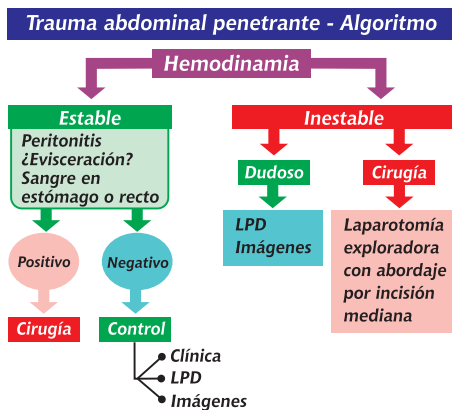 Trauma abdominal penetrante - Algoritmo
Hemodinamia
Estable
Peritonitis
¿Evisceración?
Sangre en
estómago o recto
Positivo
Negativo
Cirugía
Control
Clínica
LPD
Imágenes
Inestable
Dudoso
Cirugía
LPD
Imágenes
Laparotomía
exploradora
con abordaje
por incisión
mediana